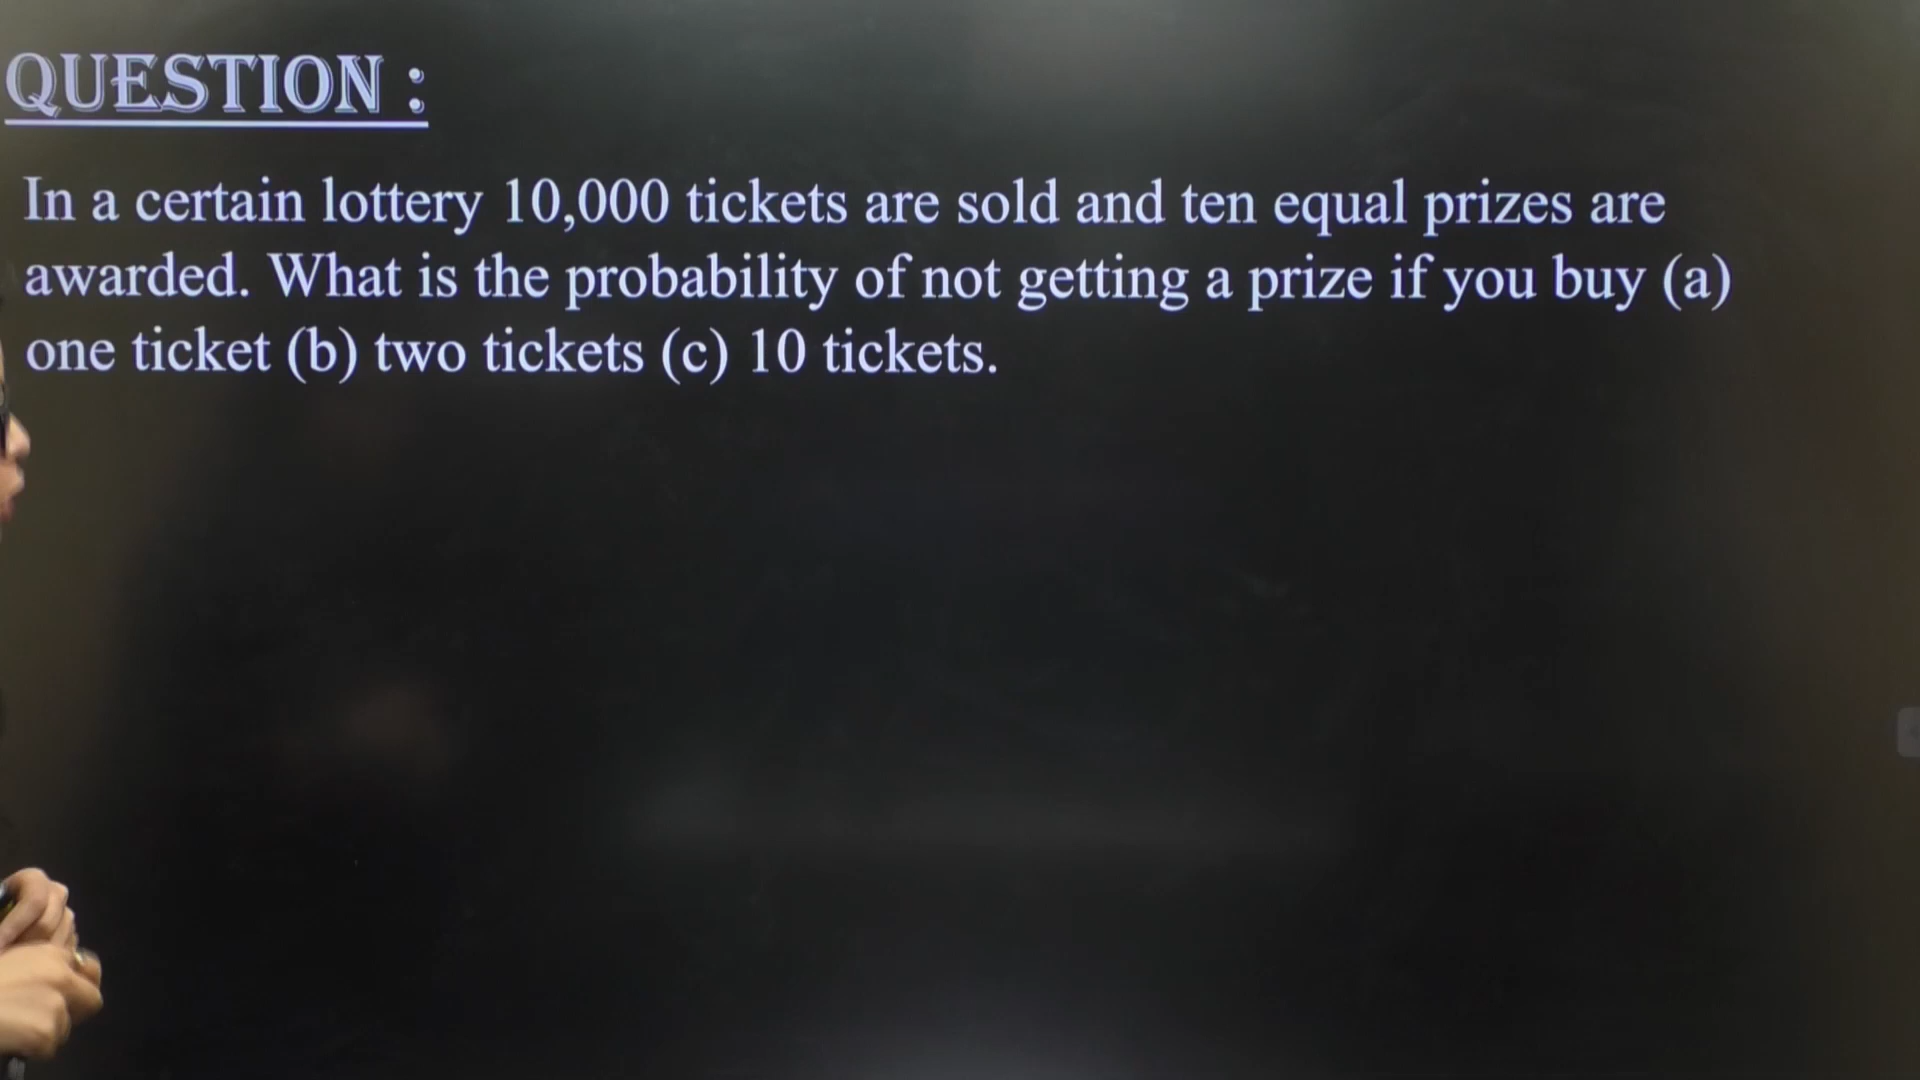 QUESTION :
In a certain lottery 10,000 tickets are sold and ten equal prizes are
awarded. What is the probability of not getting a prize if you buy (a)
one ticket (b) two tickets (c) 10 tickets.